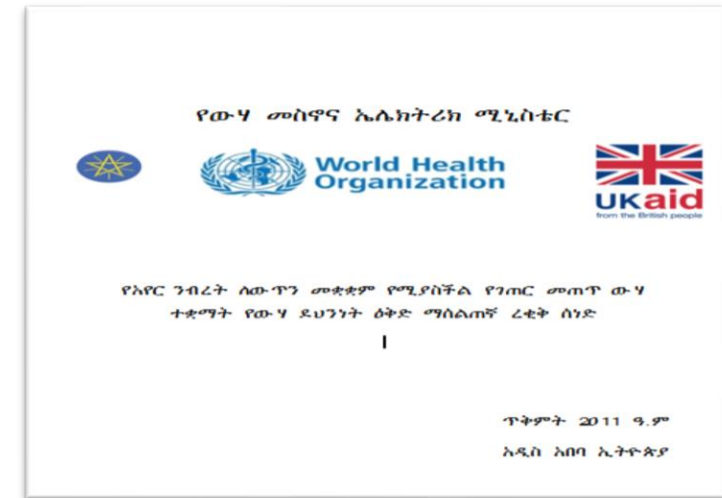 የውሃ መስኖና ኤሌክትሪክ ሚኒስቴር
World Health
Organization
UKaid
from the British people
የአየር ንብረት ለውጥን መቋቋም የሚያስችል የገጠር መጠጥ ውሃ
ተቋማት የውሃ ደህንነት ዕቅድ ማሰልጠኛ ረቂቅ ሰነድ
ጥቅምት 2011 ዓ.ም
አዲስ አበባ ኢትዮጵያ